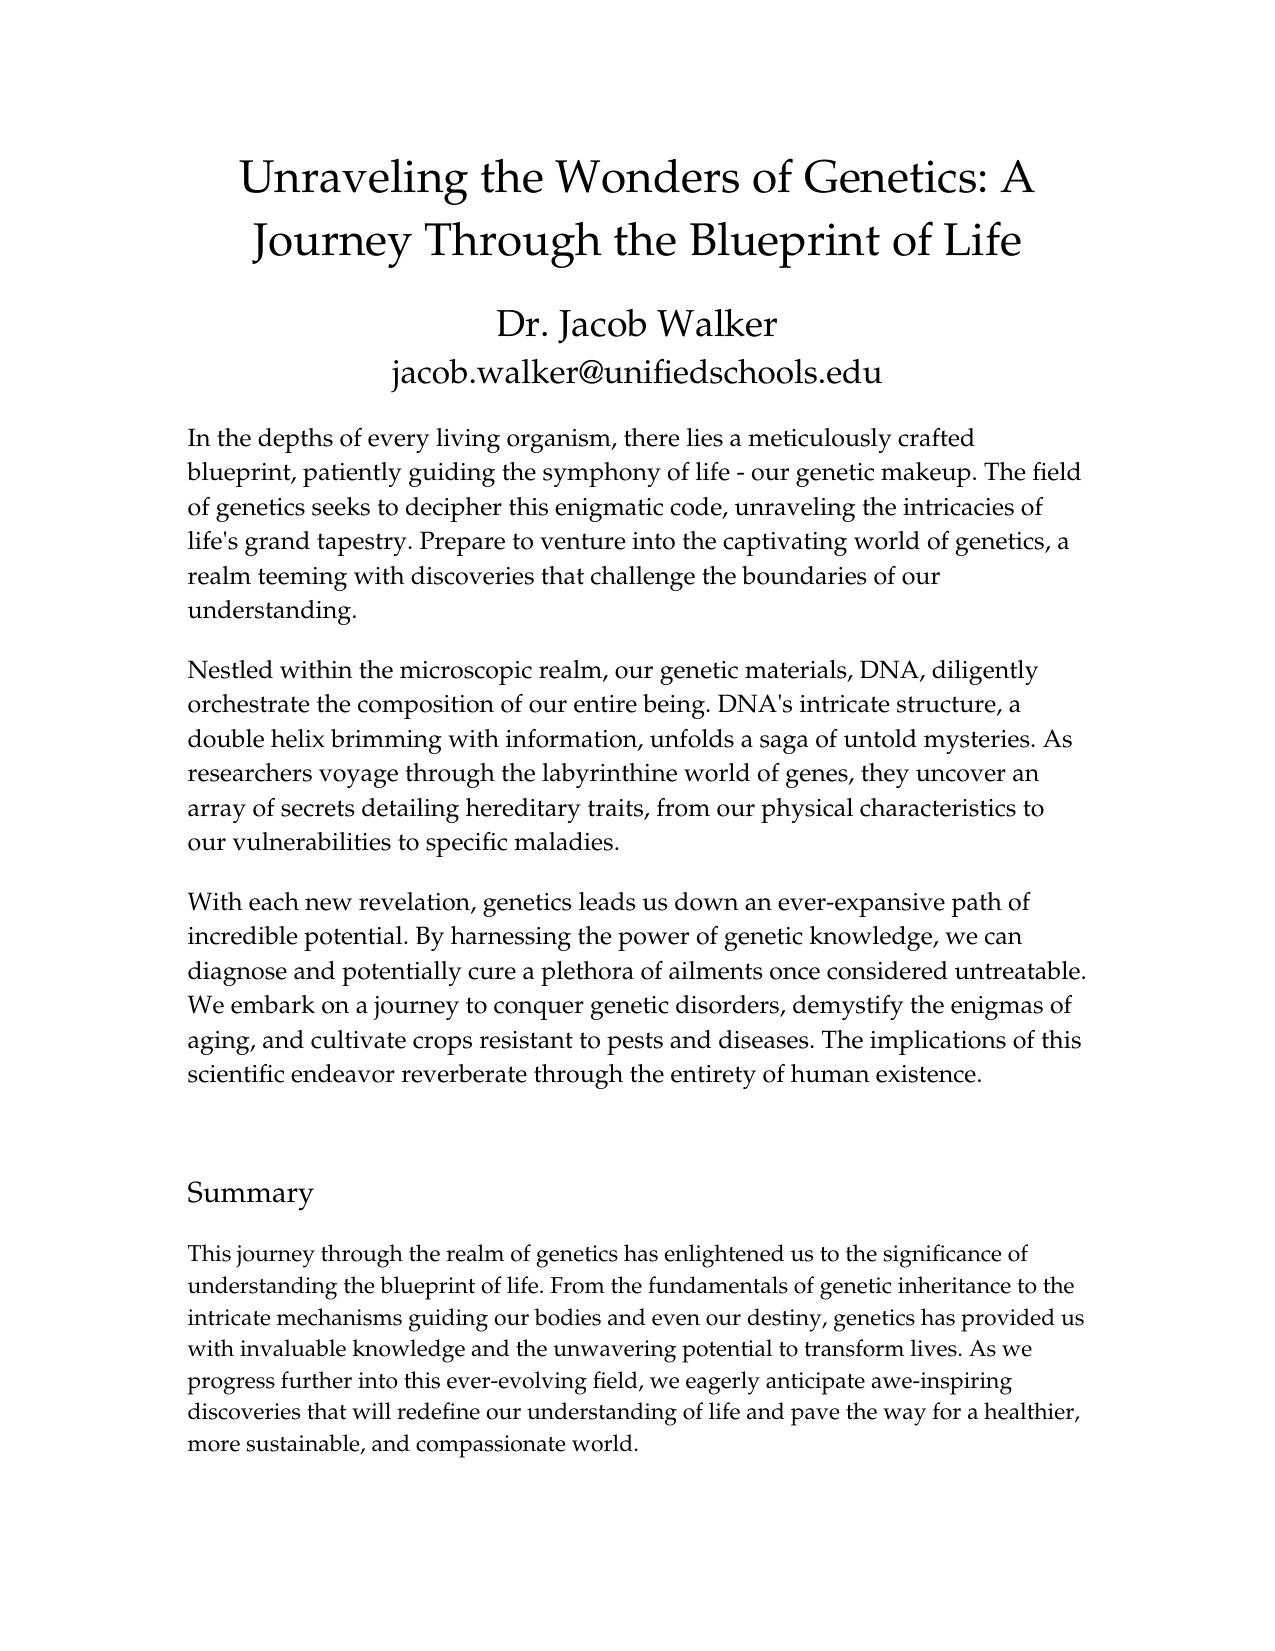 Unraveling the Wonders of Genetics: A
Journey Through the Blueprint of Life
Dr. Jacob Walker
jacob.walker@unifiedschools.edu
In the depths of every living organism, there lies a meticulously crafted
blueprint, patiently guiding the symphony of life - our genetic makeup. The field
of genetics seeks to decipher this enigmatic code, unraveling the intricacies of
life's grand tapestry. Prepare to venture into the captivating world of genetics, a
realm teeming with discoveries that challenge the boundaries of our
understanding.
Nestled within the microscopic realm, our genetic materials, DNA, diligently
orchestrate the composition of our entire being. DNA's intricate structure, a
double helix brimming with information, unfolds a saga of untold mysteries. As
researchers voyage through the labyrinthine world of genes, they uncover an
array of secrets detailing hereditary traits, from our physical characteristics to
our vulnerabilities to specific maladies.
With each new revelation, genetics leads us down an ever-expansive path of
incredible potential. By harnessing the power of genetic knowledge, we can
diagnose and potentially cure a plethora of ailments once considered untreatable.
We embark on a journey to conquer genetic disorders, demystify the enigmas of
aging, and cultivate crops resistant to pests and diseases. The implications of this
scientific endeavor reverberate through the entirety of human existence.
Summary
This journey through the realm of genetics has enlightened us to the significance of
understanding the blueprint of life. From the fundamentals of genetic inheritance to the
intricate mechanisms guiding our bodies and even our destiny, genetics has provided us
with invaluable knowledge and the unwavering potential to transform lives. As we
progress further into this ever-evolving field, we eagerly anticipate awe-inspiring
discoveries that will redefine our understanding of life and pave the way for a healthier,
more sustainable, and compassionate world.